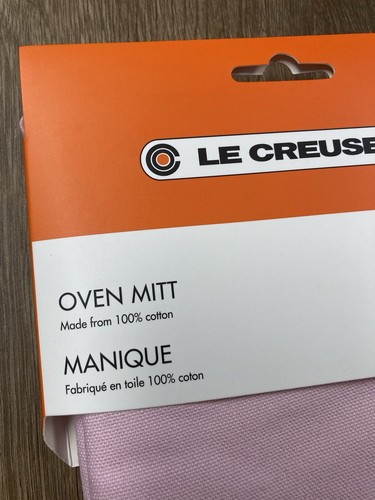 LE CREUSE
OVEN MITT
Made from 100% cotton
MANIQUE
Fabriqué en toile 100% coton